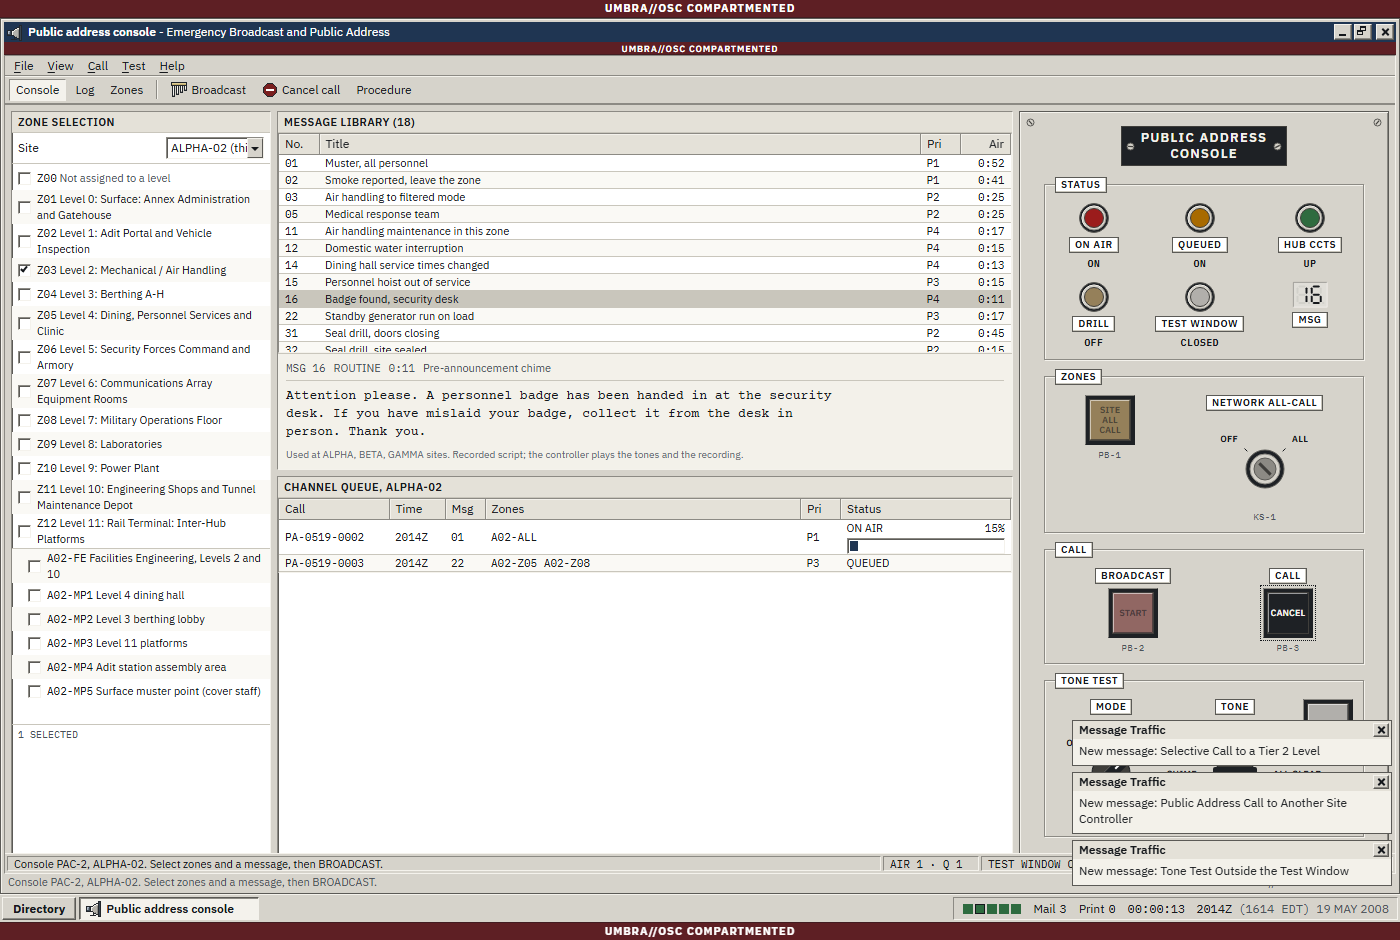 UMBRA//OSC COMPARTMENTED
Public address console - Emergency Broadcast and Public Address
UMBRA//OSC COMPARTMENTED
File View Call Test Help
Console Log Zones Broadcast Cancel call Procedure
ZONE SELECTION
Site ALPHA-02 (thi
Z00 Not assigned to a level
Z01 Level 0: Surface: Annex Administration
and Gatehouse
Z02 Level 1: Adit Portal and Vehicle
Inspection
Z03 Level 2: Mechanical / Air Handling
Z04 Level 3: Berthing A-H
Z05 Level 4: Dining, Personnel Services and
Clinic
Z06 Level 5: Security Forces Command and
Armory
Z07 Level 6: Communications Array
Equipment Rooms
Z08 Level 7: Military Operations Floor
Z09 Level 8: Laboratories
Z10 Level 9: Power Plant
Z11 Level 10: Engineering Shops and Tunnel
Maintenance Depot
Z12 Level 11: Rail Terminal: Inter-Hub
Platforms
A02-FE Facilities Engineering, Levels 2 and
10
A02-MP1 Level 4 dining hall
A02-MP2 Level 3 berthing lobby
A02-MP3 Level 11 platforms
A02-MP4 Adit station assembly area
A02-MP5 Surface muster point (cover staff)
1 SELECTED
MESSAGE LIBRARY (18)
No. Title Pri Air
01 Muster, all personnel P1 0:52
02 Smoke reported, leave the zone P1 0:41
03 Air handling to filtered mode P2 0:25
05 Medical response team P2 0:25
11 Air handling maintenance in this zone P4 0:17
12 Domestic water interruption P4 0:15
14 Dining hall service times changed P4 0:13
15 Personnel hoist out of service P3 0:15
16 Badge found, security desk P4 0:11
22 Standby generator run on load P3 0:17
31 Seal drill, doors closing P2 0:45
32 Seal drill, site sealed P2 0:15
MSG 16 ROUTINE 0:11 Pre-announcement chime
Attention please. A personnel badge has been handed in at the security
desk. If you have mislaid your badge, collect it from the desk in
person. Thank you.
Used at ALPHA, BETA, GAMMA sites. Recorded script; the controller plays the tones and the recording.
CHANNEL QUEUE, ALPHA-02
Call Time Msg Zones Pri Status
PA-0519-0002 2014Z 01 A02-ALL P1 ON AIR 15%
PA-0519-0003 2014Z 22 A02-Z05 A02-Z08 P3 QUEUED
PUBLIC ADDRESS
CONSOLE
STATUS
ON AIR QUEUED HUB CCTS
ON ON UP
16
DRILL TEST WINDOW MSG
OFF CLOSED
ZONES
SITE
ALL
CALL
PB-1
NETWORK ALL-CALL
OFF ALL
KS-1
CALL
BROADCAST CALL
START CANCEL
PB-2 PB-3
TONE TEST
MODE TONE
Message Traffic
New message: Selective Call to a Tier 2 Level
Message Traffic
New message: Public Address Call to Another Site
Controller
Message Traffic
New message: Tone Test Outside the Test Window
Console PAC-2, ALPHA-02. Select zones and a message, then BROADCAST. AIR 1 · Q 1 TEST WINDOW
Console PAC-2, ALPHA-02. Select zones and a message, then BROADCAST.
Directory Public address console Mail 3 Print 0 00:00:13 2014Z (1614 EDT) 19 MAY 2008
UMBRA//OSC COMPARTMENTED